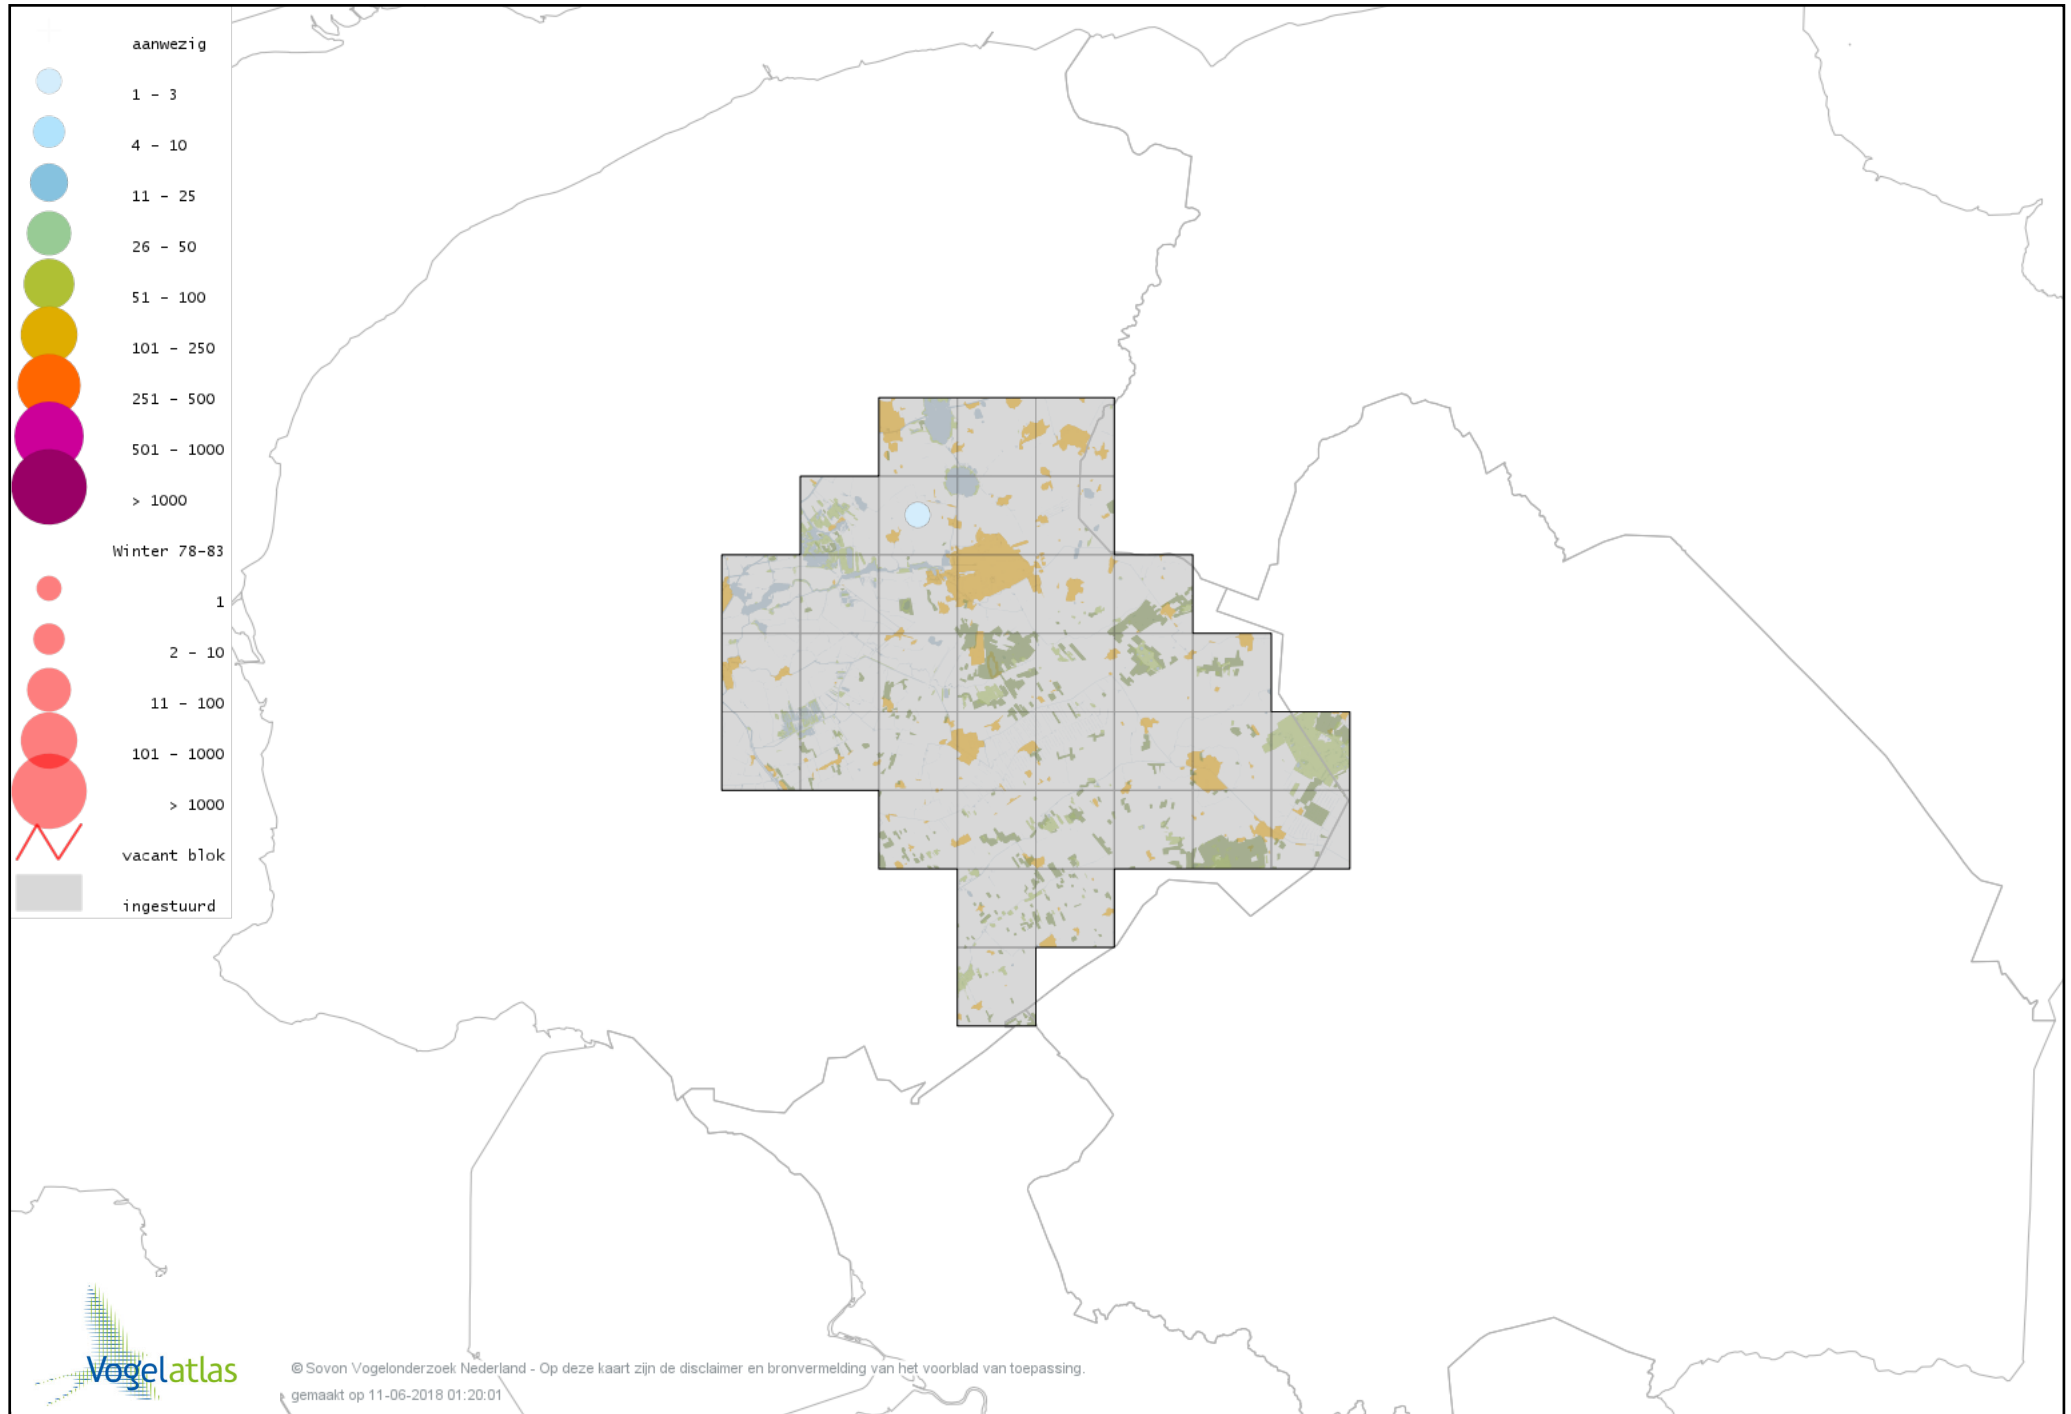 aanwezig
1 - 3
4 - 10
11 - 25
26 - 50
51 - 100
101 - 250
251 - 500
501 - 1000
> 1000
Winter 78-83
1
2 - 10
11 - 100
101 - 1000
> 1000
vacant blok
ingestuurd
Vogelatlas
© Sovon Vogelonderzoek Nederland - Op deze kaart zijn de disclaimer en bronvermelding van het voorblad van toepassing.
gemaakt op 11-06-2018 01:20:01